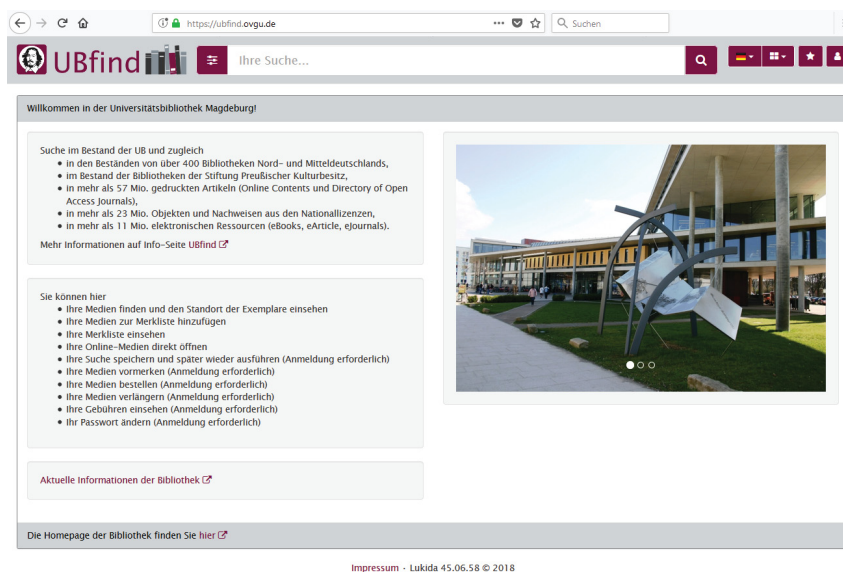 https://ubfind.ovgu.de
Suchen
UBfind
Ihre Suche...
Willkommen in der Universitätsbibliothek Magdeburg!
Suche im Bestand der UB und zugleich
• in den Beständen von über 400 Bibliotheken Nord- und Mitteldeutschlands,
• im Bestand der Bibliotheken der Stiftung Preußischer Kulturbesitz,
• in mehr als 57 Mio. gedruckten Artikeln (Online Contents und Directory of Open
Access Journals),
• in mehr als 23 Mio. Objekten und Nachweisen aus den Nationallizenzen,
• in mehr als 11 Mio. elektronischen Ressourcen (eBooks, eArticle, eJournals).
Mehr Informationen auf Info-Seite UBfind
Sie können hier
• Ihre Medien finden und den Standort der Exemplare einsehen
• Ihre Medien zur Merkliste hinzufügen
• Ihre Merkliste einsehen
• Ihre Online-Medien direkt öffnen
• Ihre Suche speichern und später wieder ausführen (Anmeldung erforderlich)
• Ihre Medien vormerken (Anmeldung erforderlich)
• Ihre Medien bestellen (Anmeldung erforderlich)
• Ihre Medien verlängern (Anmeldung erforderlich)
• Ihre Gebühren einsehen (Anmeldung erforderlich)
• Ihr Passwort ändern (Anmeldung erforderlich)
Aktuelle Informationen der Bibliothek
Die Homepage der Bibliothek finden Sie hier
Impressum · Lukida 45.06.58 © 2018